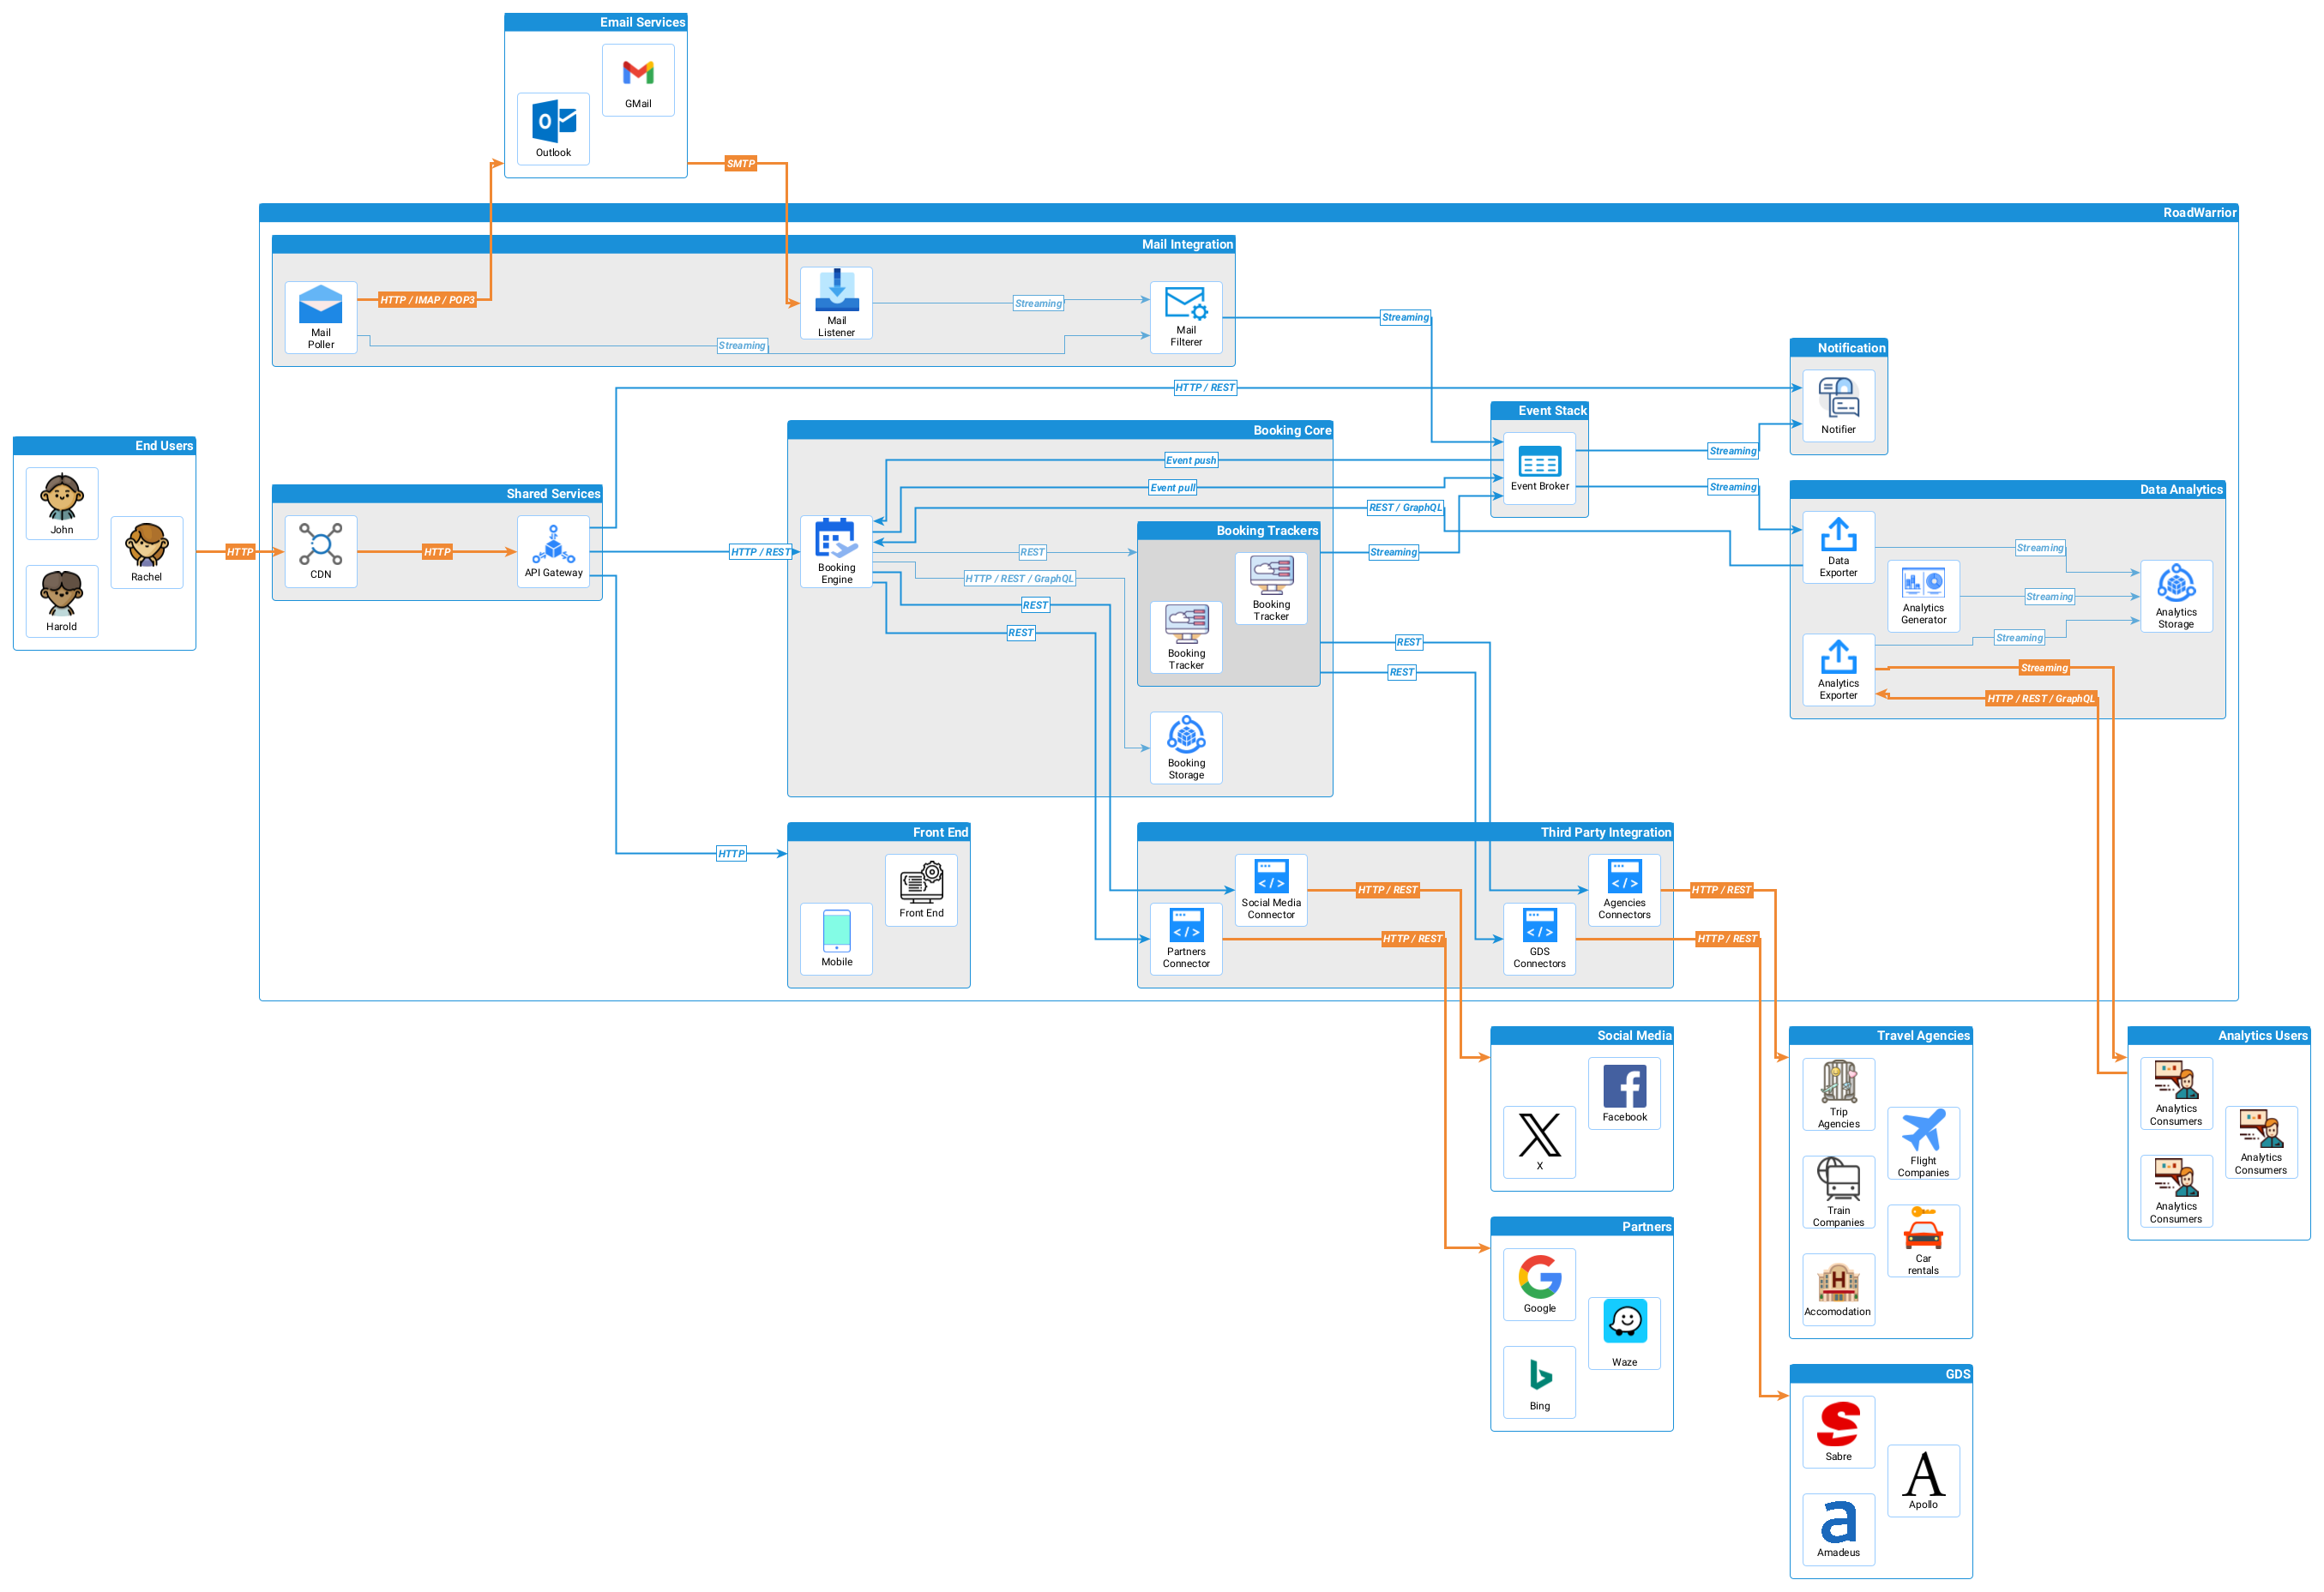 Email Services
GMail
Outlook
SMTP
RoadWarrior
Mail Integration
Mail
Poller
HTTP / IMAP / POP3
Streaming
Mail
Listener
Streaming
Mail
Filterer
Streaming
HTTP / REST
Notification
Notifier
End Users
John
Rachel
Harold
HTTP
Shared Services
CDN
HTTP
API Gateway
HTTP / REST
HTTP
Booking Core
Event push
Event pull
REST / GraphQL
Booking
Engine
REST
HTTP / REST / GraphQL
REST
REST
Booking Trackers
Booking
Tracker
Booking
Tracker
Booking
Storage
Event Stack
Event Broker
Streaming
Streaming
Streaming
REST
REST
Data Analytics
Data
Exporter
Streaming
Analytics
Generator
Streaming
Analytics
Storage
Analytics
Exporter
Streaming
Streaming
HTTP / REST / GraphQL
Front End
Front End
Mobile
Third Party Integration
Social Media
Connector
HTTP / REST
Partners
Connector
HTTP / REST
Agencies
Connectors
HTTP / REST
GDS
Connectors
HTTP / REST
Social Media
Facebook
X
Partners
Google
Waze
Bing
Travel Agencies
Trip
Agencies
Flight
Companies
Train
Companies
Car
rentals
Accomodation
Analytics Users
Analytics
Consumers
Analytics
Consumers
Analytics
Consumers
GDS
Sabre
Apollo
Amadeus